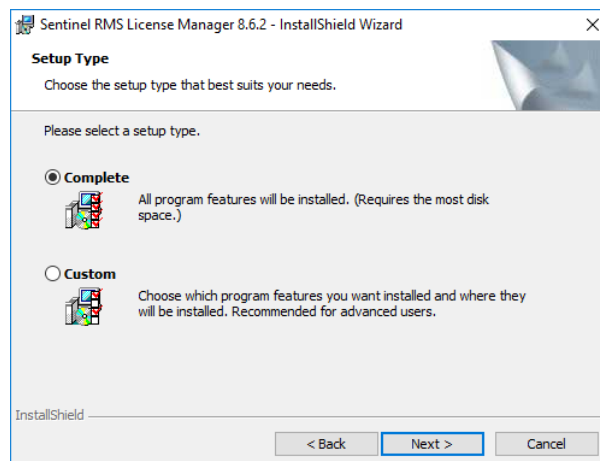 Sentinel RMS License Manager 8.6.2 - InstallShield Wizard
Setup Type
Choose the setup type that best suits your needs.
Please select a setup type.
Complete
All program features will be installed. (Requires the most disk
space.)
Custom
Choose which program features you want installed and where they
will be installed. Recommended for advanced users.
InstallShield
< Back Next > Cancel